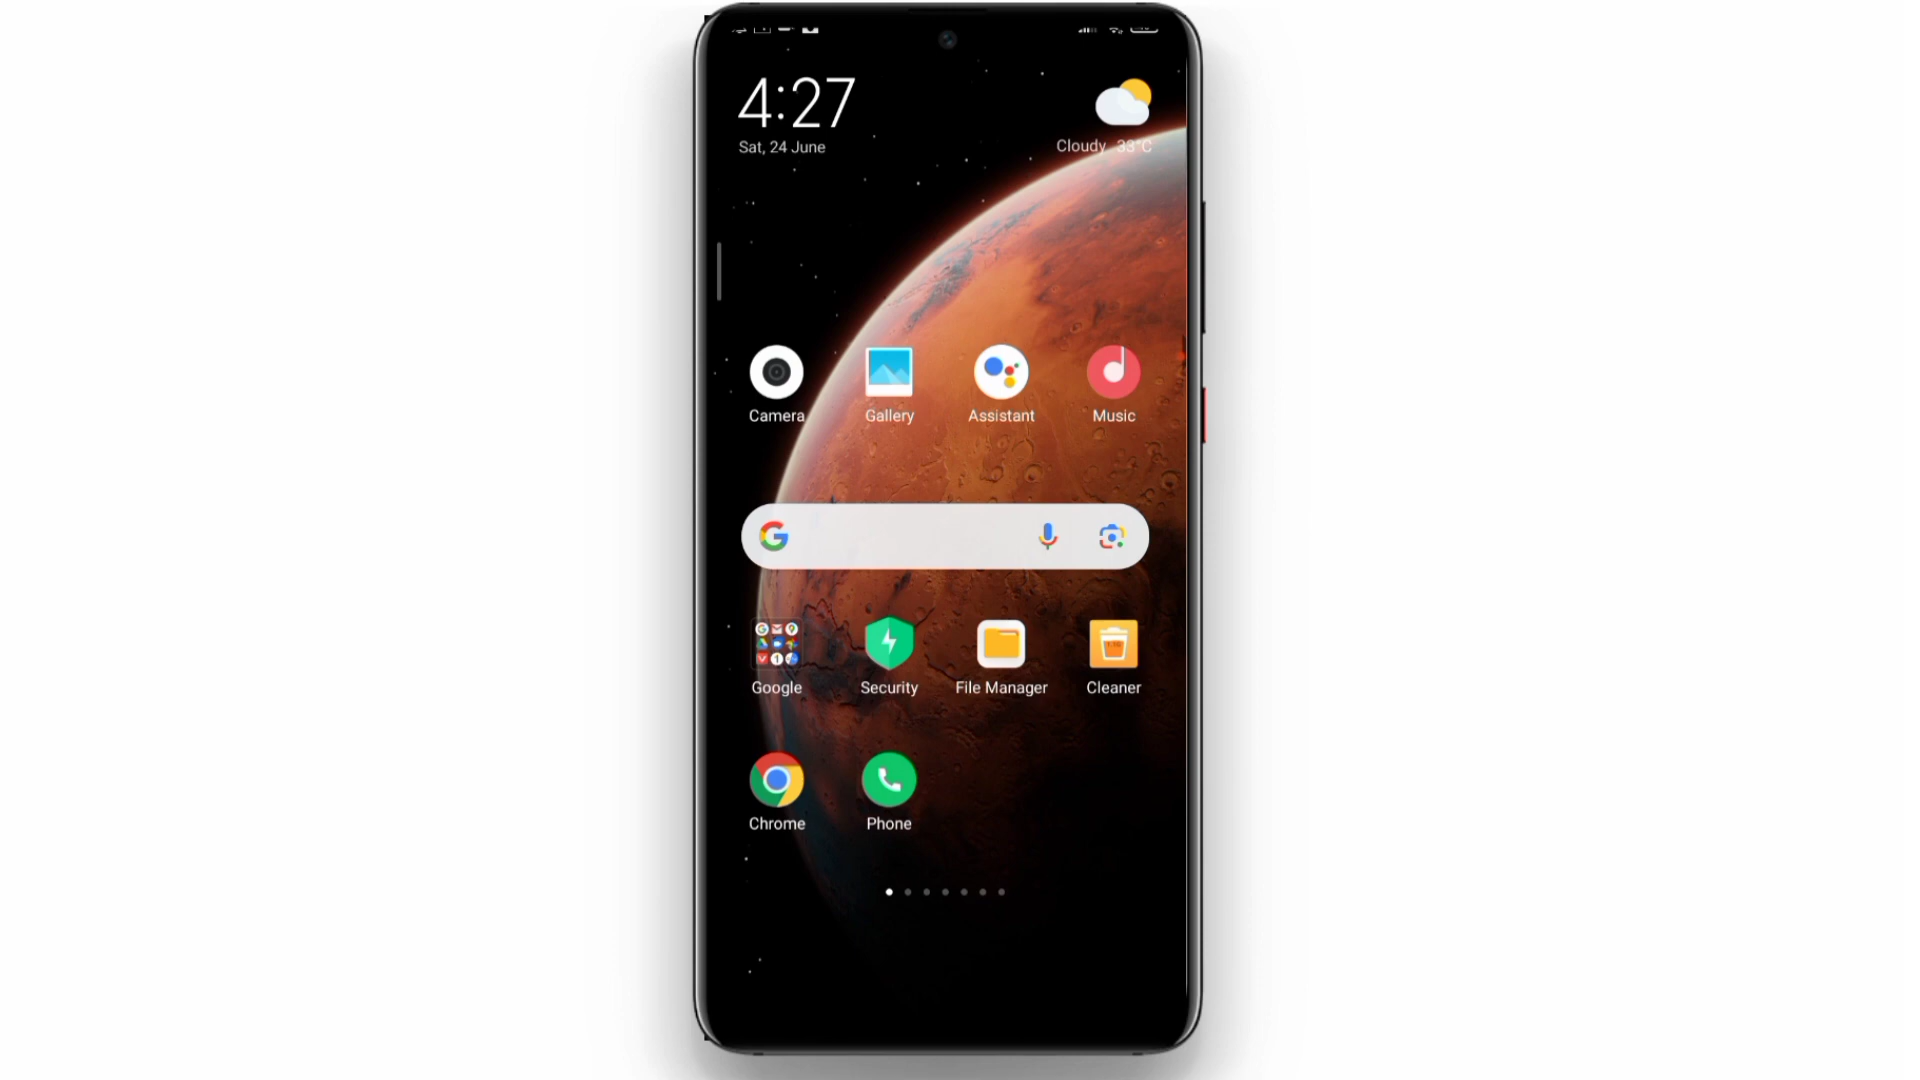 4:27
Sat, 24 June
Cloudy 33°C
Camera
Gallery
Assistant
Music
Google
Security
File Manager
Cleaner
Chrome
Phone